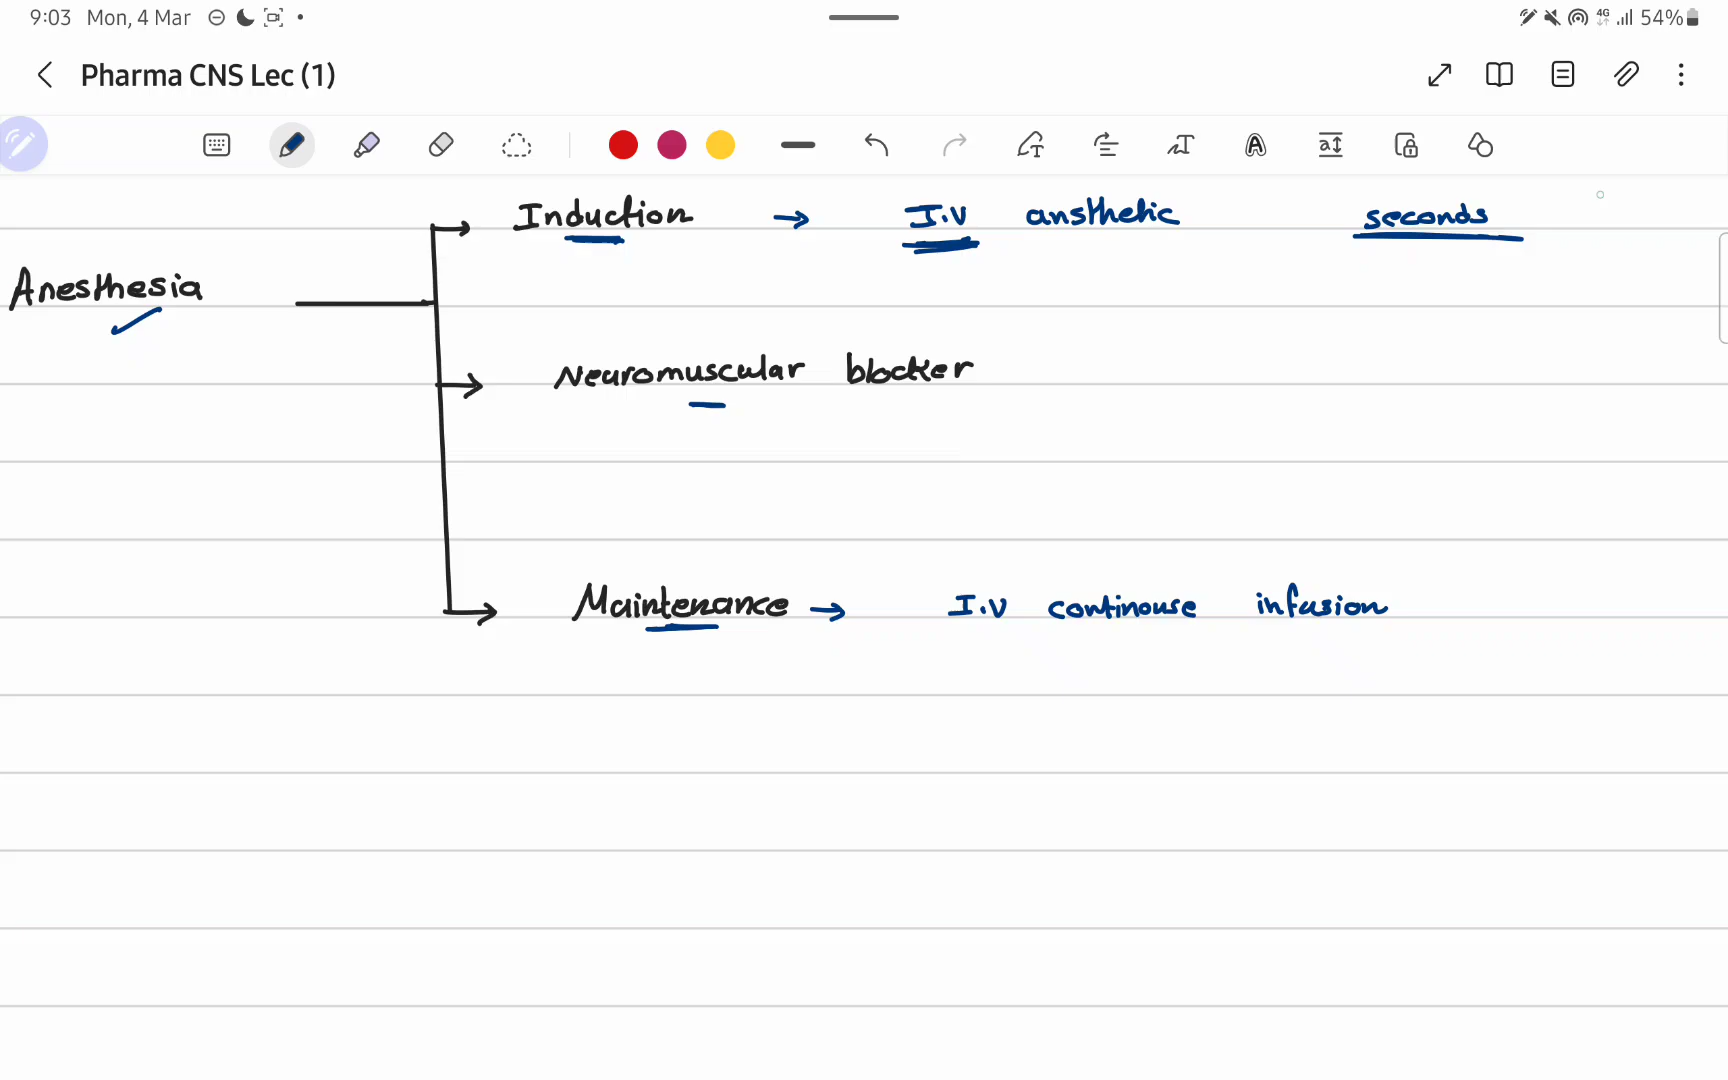 9:03 Mon, 4 Mar 4G 54%
Pharma CNS Lec (1)
Induction → I.V ansthetic seconds
Anesthesia
Neuromuscular blocker
Maintenance → I.V continouse infusion